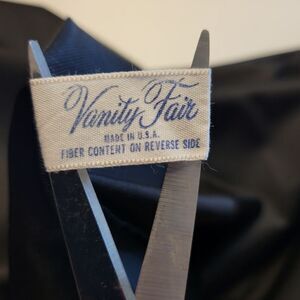 Vanity Fair
MADE IN U.S.A.
FIBER CONTENT ON REVERSE SIDE